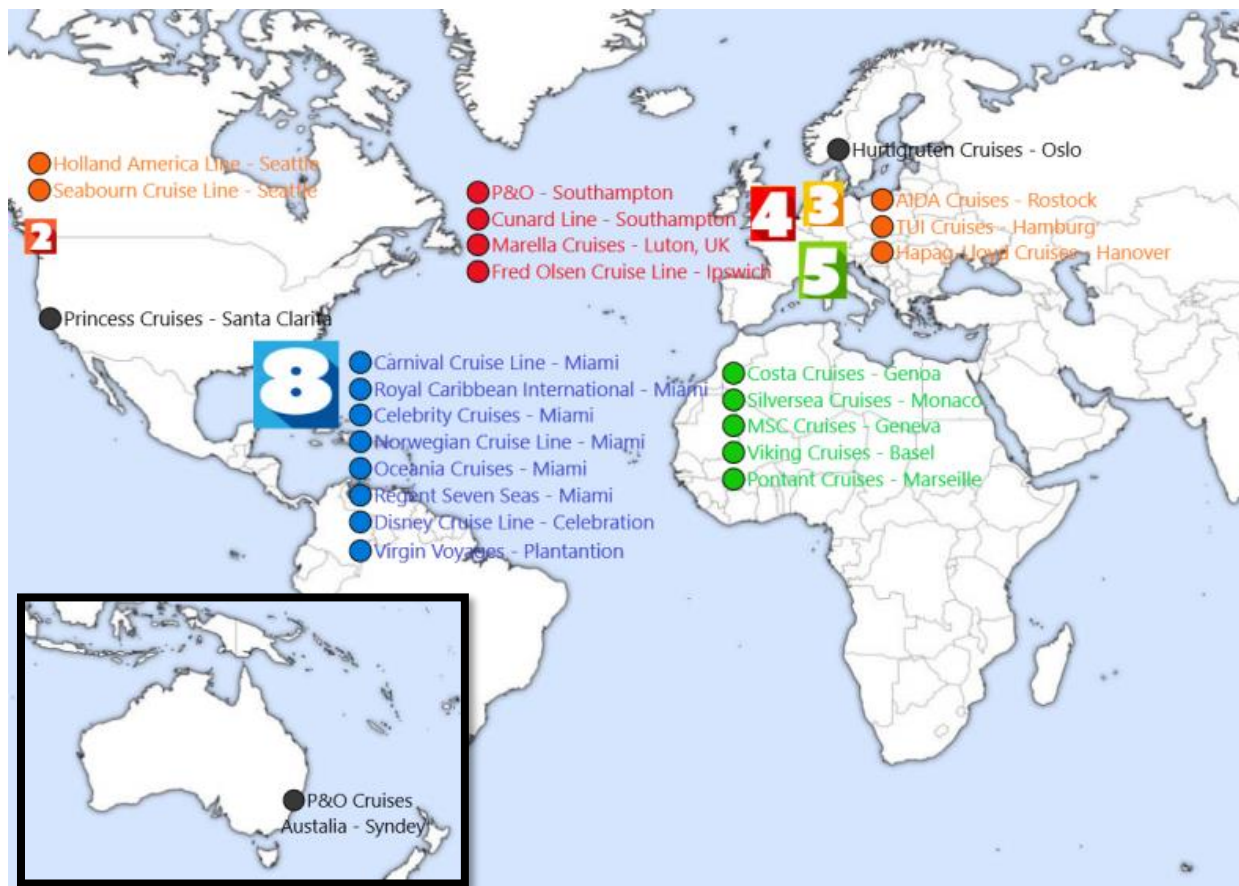 Holland America Line - Seattle
Seabourn Cruise Line - Seattle
2
Princess Cruises - Santa Clarita
8
Carnival Cruise Line - Miami
Royal Caribbean International - Miami
Celebrity Cruises - Miami
Norwegian Cruise Line - Miami
Oceania Cruises - Miami
Regent Seven Seas - Miami
Disney Cruise Line - Celebration
Virgin Voyages - Plantantion
P&O - Southampton
Cunard Line - Southampton
Marella Cruises - Luton, UK
Fred Olsen Cruise Line - Ipswich
4
Hurtigruten Cruises - Oslo
3
AIDA Cruises - Rostock
TUI Cruises - Hamburg
Hapag-Lloyd Cruises - Hanover
5
Costa Cruises - Genoa
Silversea Cruises - Monaco
MSC Cruises - Geneva
Viking Cruises - Basel
Pontant Cruises - Marseille
P&O Cruises
Austalia - Syndey